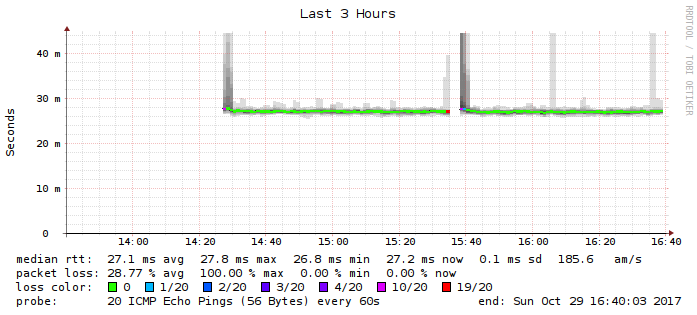 Last 3 Hours
RRDTOOL / TOBI OETIKER
Seconds
40 m
30 m
20 m
10 m
0
14:00 14:20 14:40 15:00 15:20 15:40 16:00 16:20 16:40
median rtt: 27.1 ms avg 27.8 ms max 26.8 ms min 27.2 ms now 0.1 ms sd 185.6 am/s
packet loss: 28.77 % avg 100.00 % max 0.00 % min 0.00 % now
loss color: 0 1/20 2/20 3/20 4/20 10/20 19/20
probe: 20 ICMP Echo Pings (56 Bytes) every 60s end: Sun Oct 29 16:40:03 2017